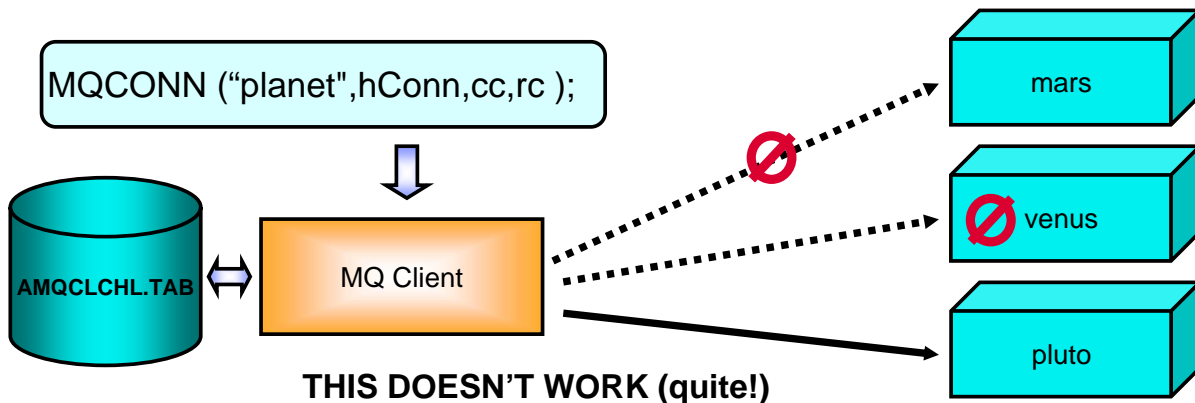 MQCONN (“planet",hConn,cc,rc );
mars
venus
AMQCLCHL.TAB
MQ Client
pluto
THIS DOESN’T WORK (quite!)